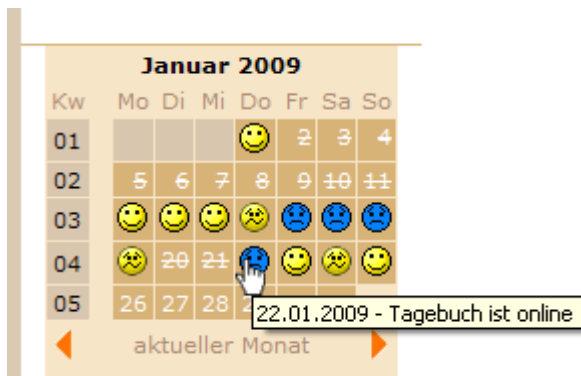 Januar 2009
Kw Mo Di Mi Do Fr Sa So
01 2 3 4
02 5 6 7 8 9 10 11
03
04 20 21
05 26 27 28
22.01.2009 - Tagebuch ist online
aktueller Monat